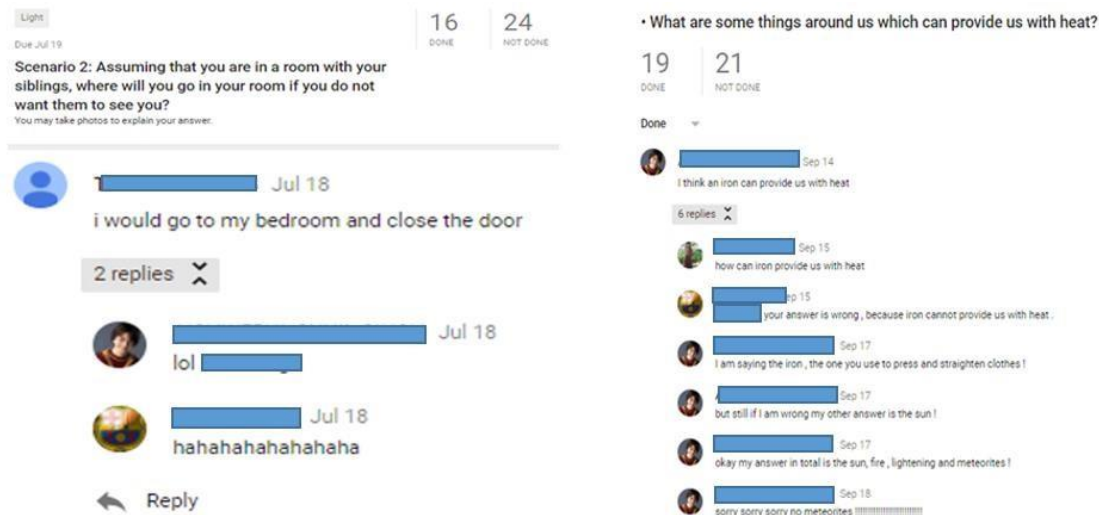 Light
16
DONE
24
NOT DONE
Due Jul 19
Scenario 2: Assuming that you are in a room with your
siblings, where will you go in your room if you do not
want them to see you?
You may take photos to explain your answer.
Jul 18
i would go to my bedroom and close the door
2 replies
Jul 18
lol
Jul 18
hahahahahahahaha
Reply
• What are some things around us which can provide us with heat?
19
DONE
21
NOT DONE
Done
Sep 14
I think an iron can provide us with heat
6 replies
Sep 15
how can iron provide us with heat
ep 15
your answer is wrong , because iron cannot provide us with heat .
Sep 17
I am saying the iron , the one you use to press and straighten clothes !
Sep 17
but still if I am wrong my other answer is the sun !
Sep 17
okay my answer in total is the sun, fire , lightening and meteorites !
Sep 18
sorry sorry sorry no meteorites